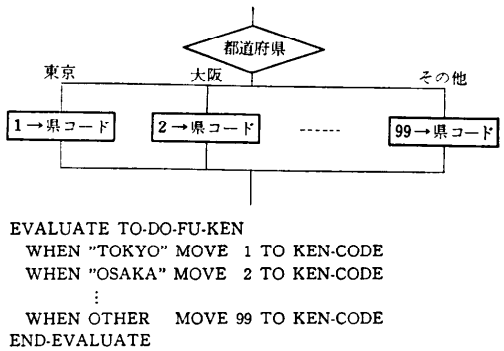 都道府県
東京 大阪 その他
1→県コード 2→県コード ------ 99→県コード
EVALUATE TO-DO-FU-KEN
WHEN "TOKYO" MOVE 1 TO KEN-CODE
WHEN "OSAKA" MOVE 2 TO KEN-CODE
⋮
WHEN OTHER MOVE 99 TO KEN-CODE
END-EVALUATE